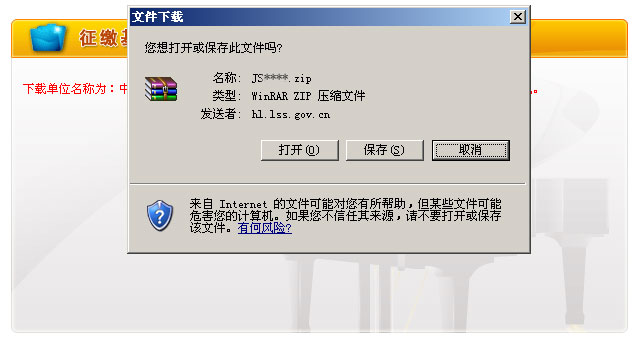 文件下载
征缴
您想打开或保存此文件吗?
下载单位名称为:中
名称: JS****.zip
类型: WinRAR ZIP 压缩文件
发送者: hl.lss.gov.cn
打开(O) 保存(S) 取消
来自 Internet 的文件可能对您有所帮助,但某些文件可能
危害您的计算机。如果您不信任其来源,请不要打开或保存
该文件。有何风险?